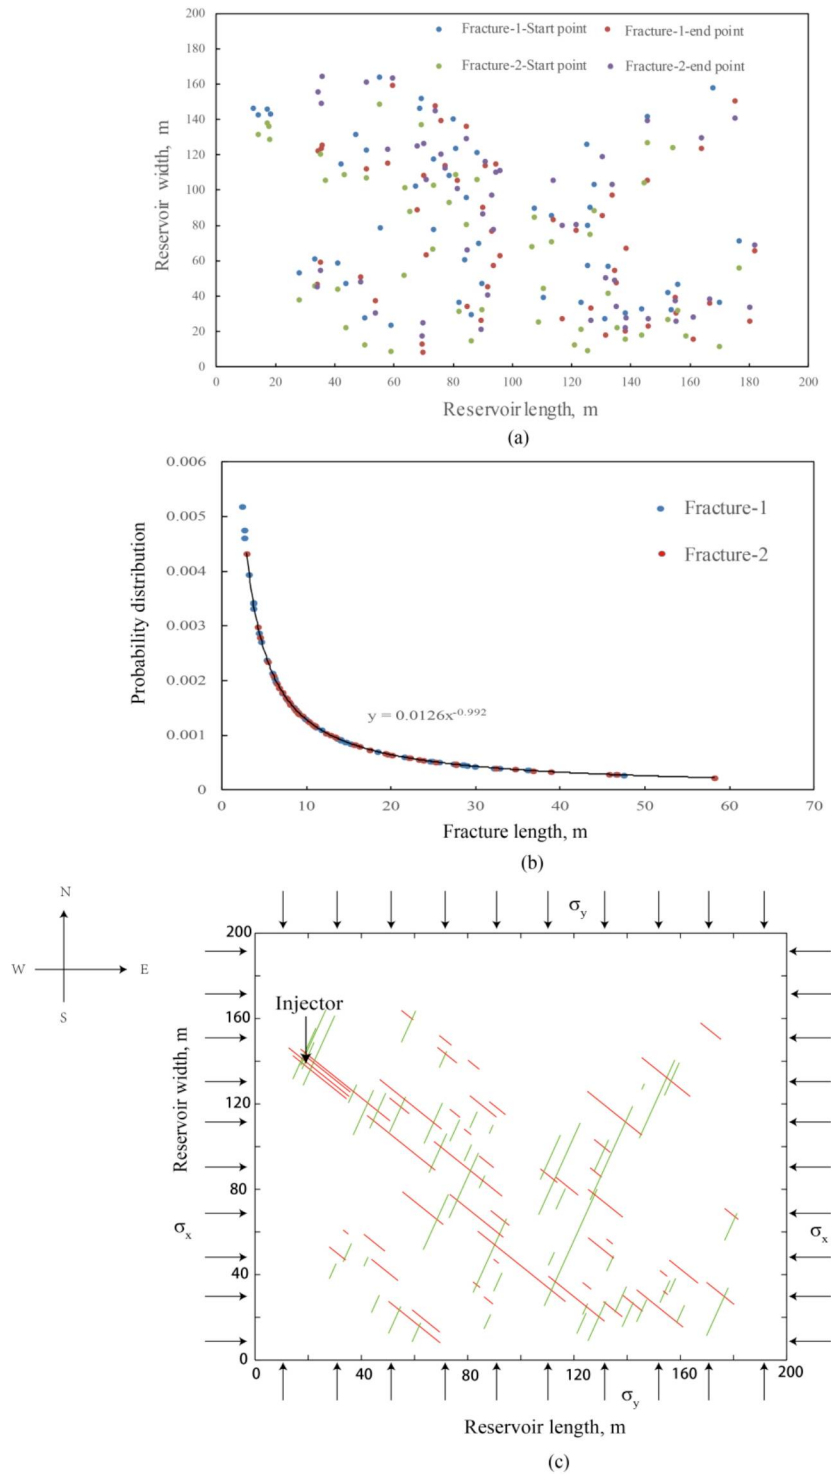 Fracture-1-Start point Fracture-1-end point
Fracture-2-Start point Fracture-2-end point
Reservoir width, m
200
180
160
140
120
100
80
60
40
20
0
0 20 40 60 80 100 120 140 160 180 200
Reservoir length, m
(a)
Probability distribution
0.006
0.005
0.004
0.003
0.002
0.001
0
Fracture-1
Fracture-2
y = 0.0126x^-0.992
0 10 20 30 40 50 60 70
Fracture length, m
(b)
N
W E
S
σy
200
Injector
160
Reservoir width, m
120
80
σx σx
40
0
0 40 80 120 160 200
σy
Reservoir length, m
(c)